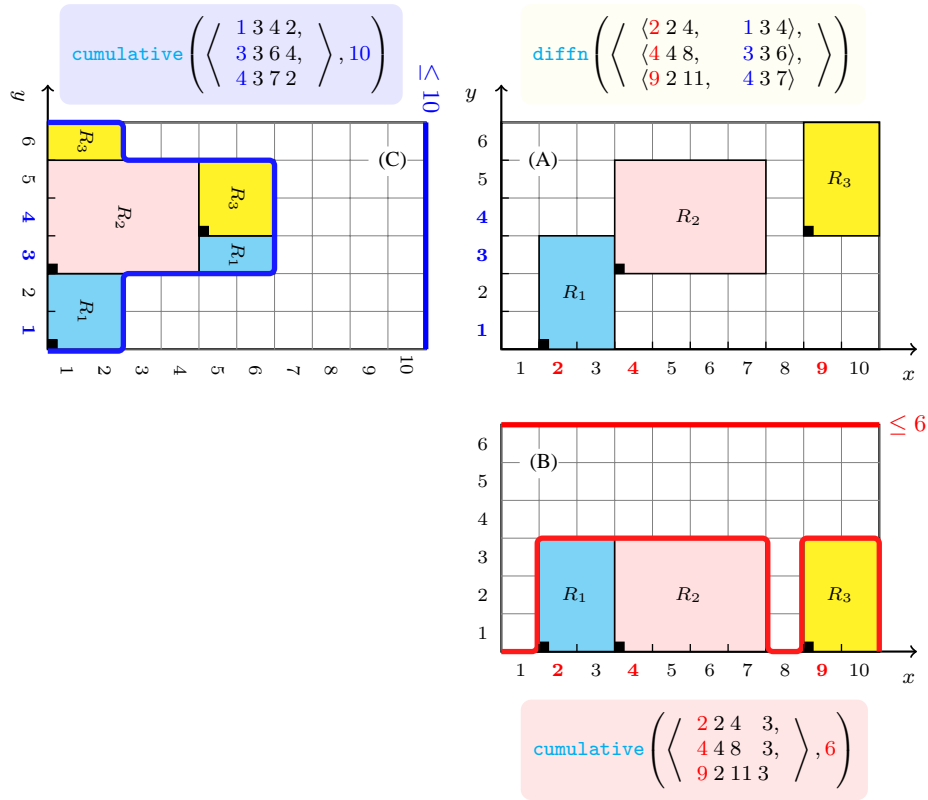 cumulative(⟨ 1 3 4 2,
3 3 6 4,
4 3 7 2 ⟩, 10)
diffn(⟨ ⟨2 2 4, 1 3 4⟩,
⟨4 4 8, 3 3 6⟩,
⟨9 2 11, 4 3 7⟩ ⟩)
y
≤ 10
6
5
4
3
2
1
R3
R2
R3
R1
R1
(C)
1 2 3 4 5 6 7 8 9 10
y
6
5
4
3
2
1
(A)
R3
R2
R1
1 2 3 4 5 6 7 8 9 10
x
≤ 6
6
5
4
3
2
1
(B)
R1 R2 R3
1 2 3 4 5 6 7 8 9 10
x
cumulative(⟨ 2 2 4 3,
4 4 8 3,
9 2 11 3 ⟩, 6)